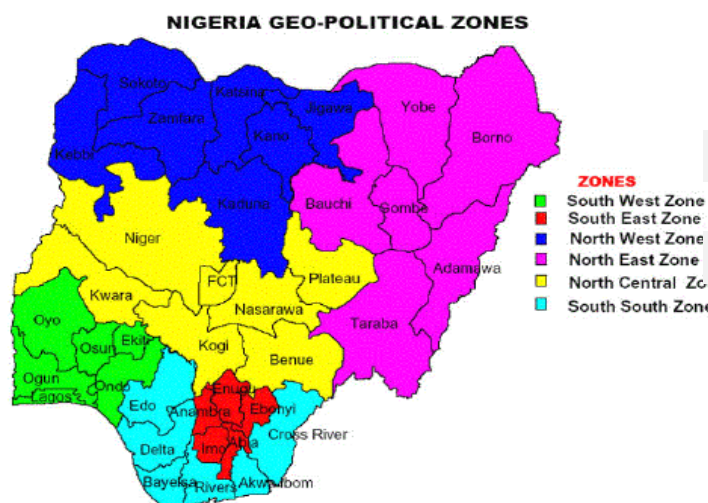 NIGERIA GEO-POLITICAL ZONES
Sokoto
Katsina
Jigawa
Yobe
Zamfara
Kano
Borno
Kebbi
Kaduna
Bauchi
Gombe
ZONES
South West Zone
South East Zone
North West Zone
North East Zone
North Central Zo
South South Zone
Niger
Adamawa
FCT
Plateau
Kwara
Nasarawa
Taraba
Oyo
Osun
Ekiti
Kogi
Benue
Ogun
Ondo
Lagos
Edo
Enugu
Anambra
Ebonyi
Cross River
Delta
Imo
Abia
Bayelsa
Rivers
Akwa-Ibom